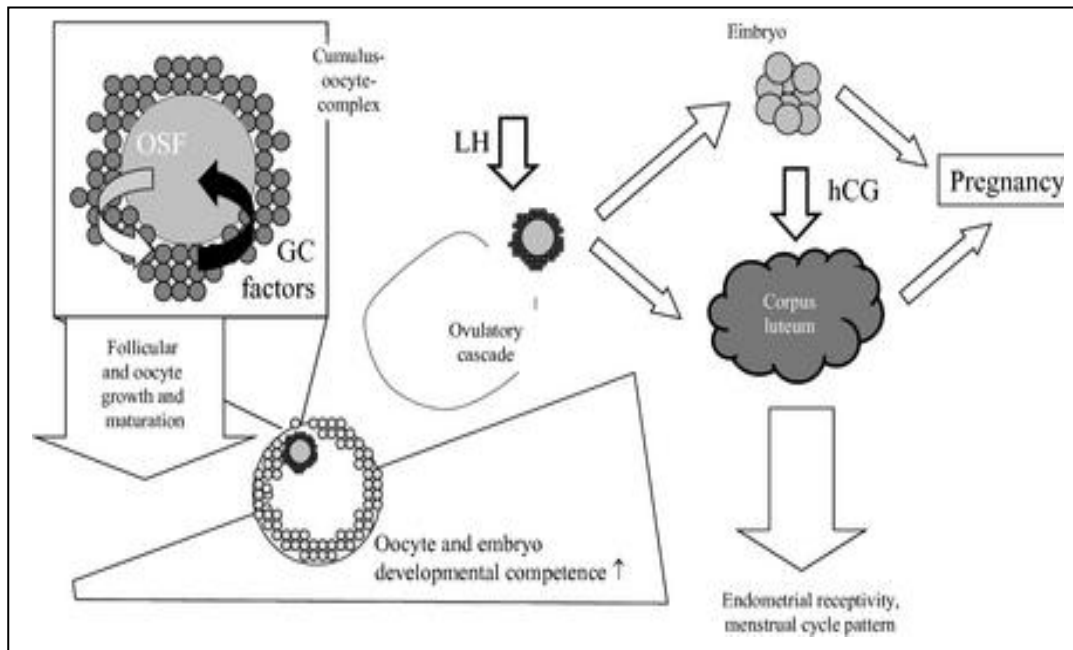 Cumulus-
oocyte-
complex
OSF
GC
factors
Follicular
and oocyte
growth and
maturation
LH
Ovulatory
cascade
Oocyte and embryo
developmental competence ↑
Einbryo
hCG
Pregnancy
Corpus
luteum
Endometrial receptivity,
menstrual cycle pattern